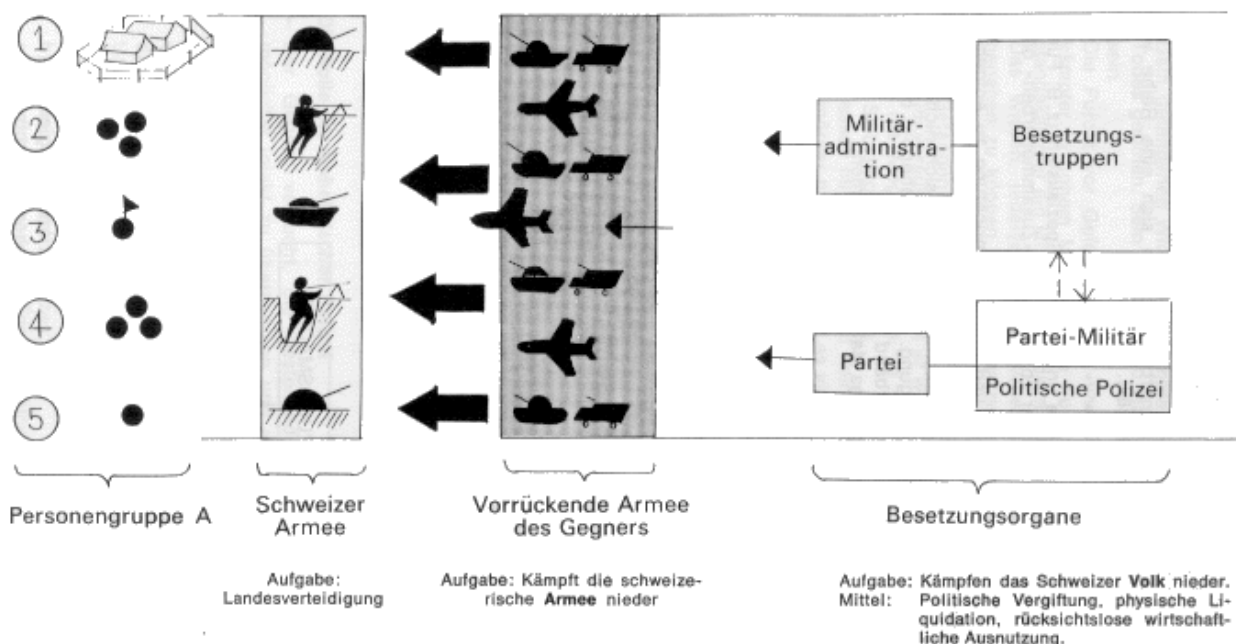 1
2
3
4
5
Militär-
administra-
tion
Besetzungs-
truppen
Partei
Partei-Militär
Politische Polizei
Personengruppe A
Schweizer
Armee
Aufgabe:
Landesverteidigung
Vorrückende Armee
des Gegners
Aufgabe: Kämpft die schweize-
rische Armee nieder
Besetzungsorgane
Aufgabe: Kämpfen das Schweizer Volk nieder.
Mittel: Politische Vergiftung, physische Li-
quidation, rücksichtslose wirtschaft-
liche Ausnutzung.